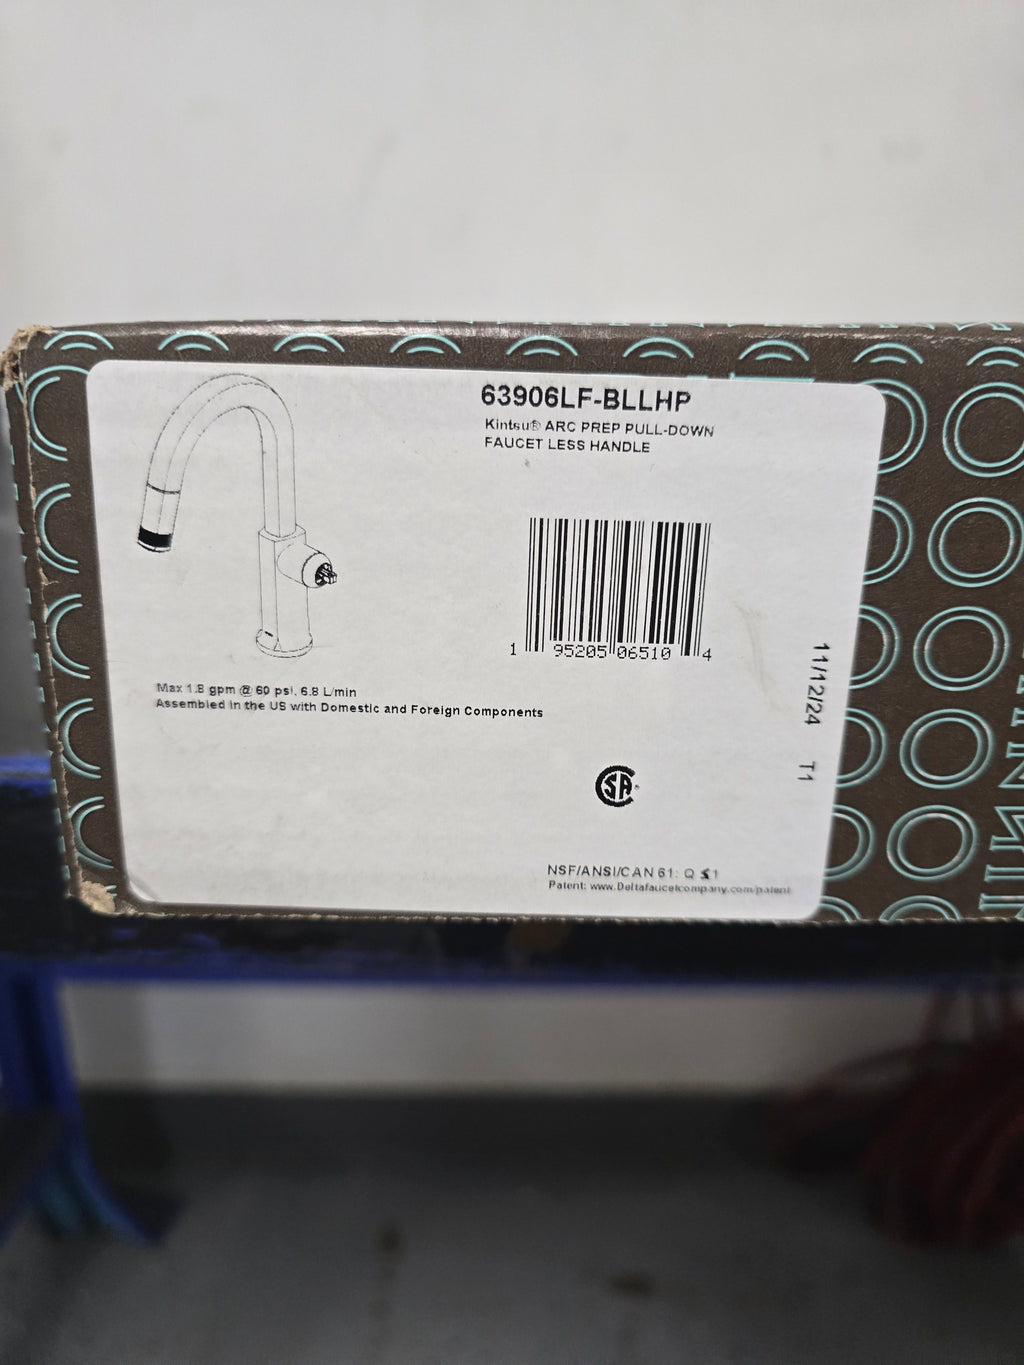 63906LF-BLLHP
Kintsu® ARC PREP PULL-DOWN
FAUCET LESS HANDLE
1 95205 06510 4
Max 1.8 gpm @ 60 psi, 6.8 L/min
Assembled in the US with Domestic and Foreign Components
11/12/24 T1
CSA
NSF/ANSI/CAN 61: Q ≤ 1
Patent: www.Deltafaucetcompany.com/patent